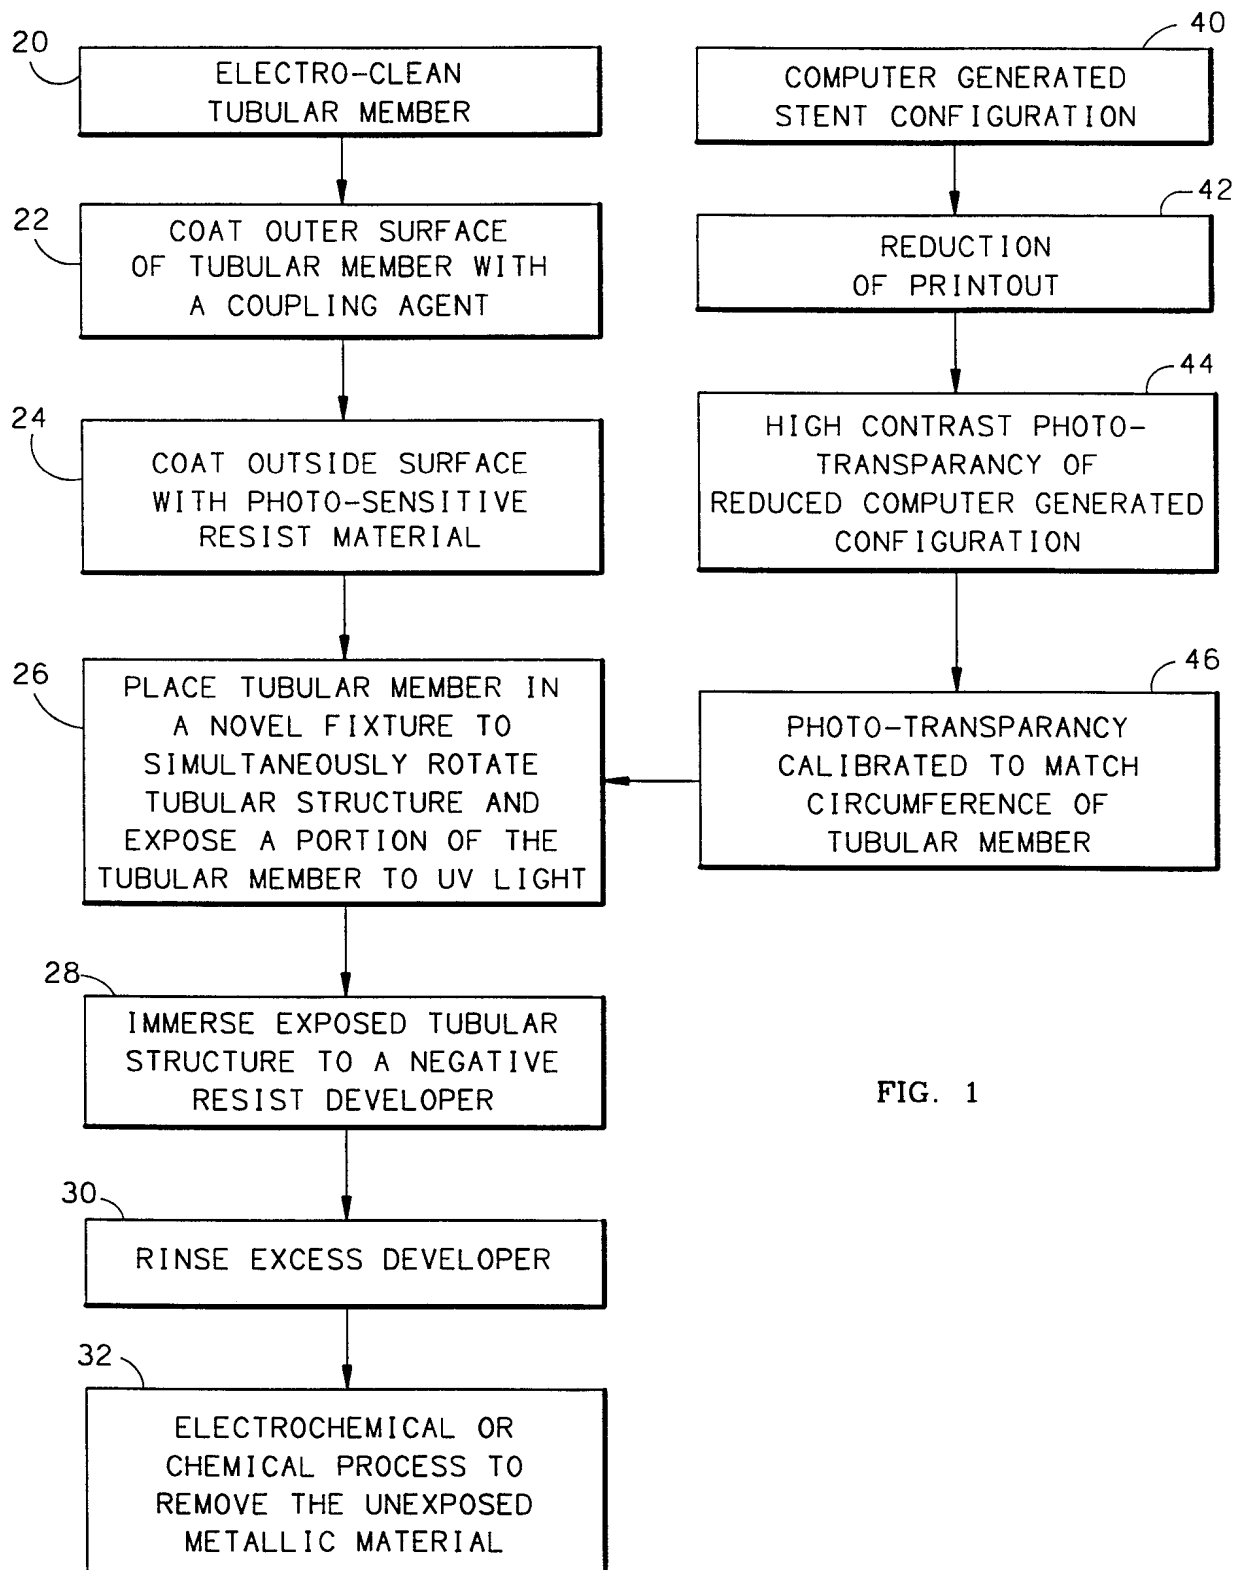 20
ELECTRO-CLEAN
TUBULAR MEMBER
22
COAT OUTER SURFACE
OF TUBULAR MEMBER WITH
A COUPLING AGENT
24
COAT OUTSIDE SURFACE
WITH PHOTO-SENSITIVE
RESIST MATERIAL
26
PLACE TUBULAR MEMBER IN
A NOVEL FIXTURE TO
SIMULTANEOUSLY ROTATE
TUBULAR STRUCTURE AND
EXPOSE A PORTION OF THE
TUBULAR MEMBER TO UV LIGHT
28
IMMERSE EXPOSED TUBULAR
STRUCTURE TO A NEGATIVE
RESIST DEVELOPER
30
RINSE EXCESS DEVELOPER
32
ELECTROCHEMICAL OR
CHEMICAL PROCESS TO
REMOVE THE UNEXPOSED
METALLIC MATERIAL
40
COMPUTER GENERATED
STENT CONFIGURATION
42
REDUCTION
OF PRINTOUT
44
HIGH CONTRAST PHOTO-
TRANSPARANCY OF
REDUCED COMPUTER GENERATED
CONFIGURATION
46
PHOTO-TRANSPARANCY
CALIBRATED TO MATCH
CIRCUMFERENCE OF
TUBULAR MEMBER
FIG. 1